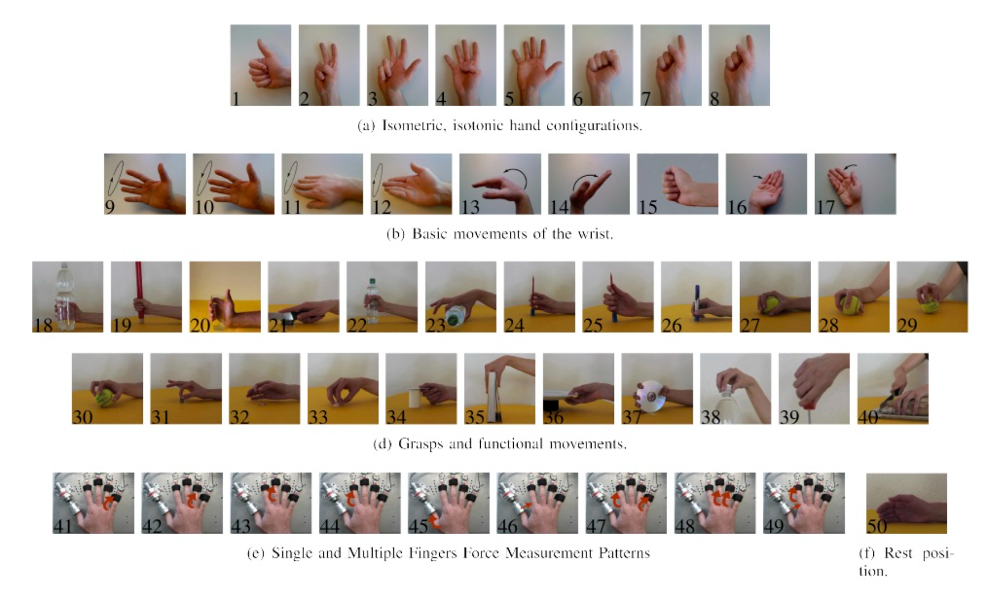 1 2 3 4 5 6 7 8
(a) Isometric, isotonic hand configurations.
9 10 11 12 13 14 15 16 17
(b) Basic movements of the wrist.
18 19 20 21 22 23 24 25 26 27 28 29
30 31 32 33 34 35 36 37 38 39 40
(d) Grasps and functional movements.
41 42 43 44 45 46 47 48 49 50
(e) Single and Multiple Fingers Force Measurement Patterns
(f) Rest posi-
tion.